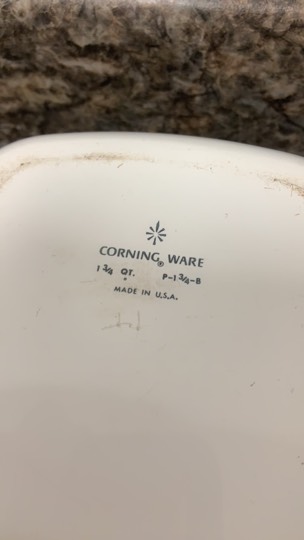 CORNING® WARE
1 3/4 QT. P-1 3/4-B
MADE IN U.S.A.